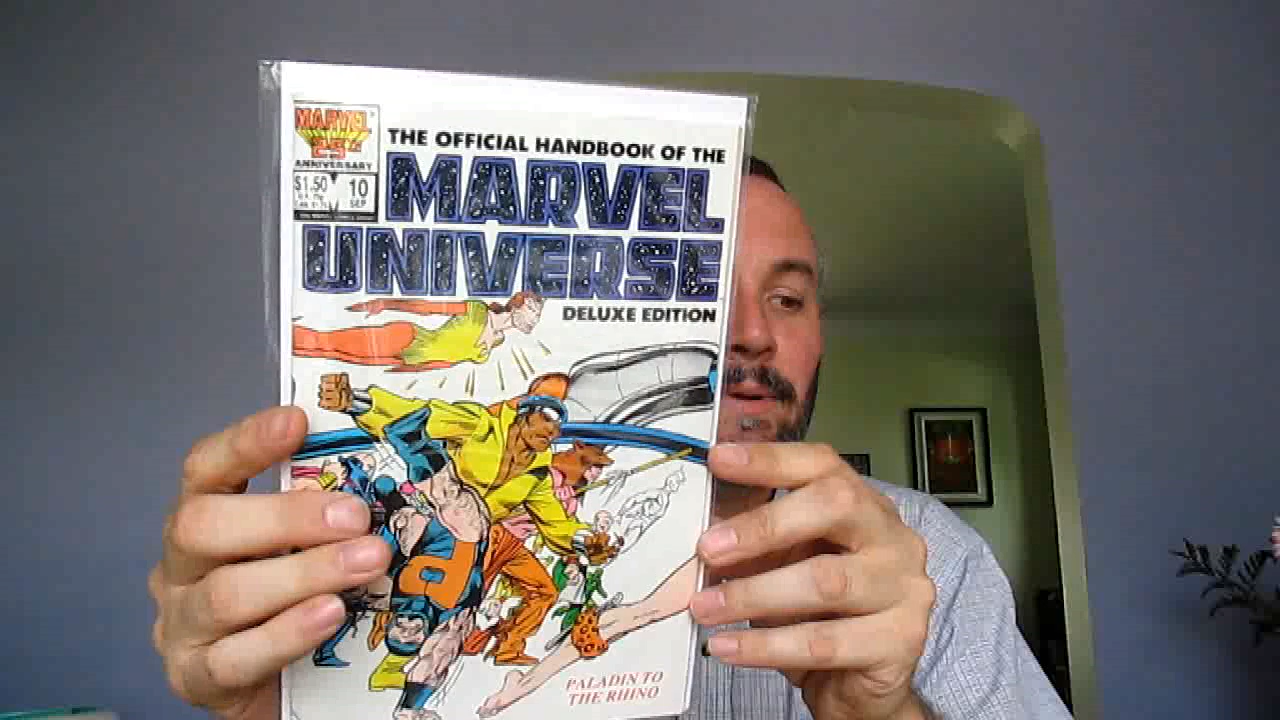 MARVEL
25TH
ANNIVERSARY
$1.50
10
SEP
THE OFFICIAL HANDBOOK OF THE
MARVEL
UNIVERSE
DELUXE EDITION
P
PALADIN TO
THE RHINO